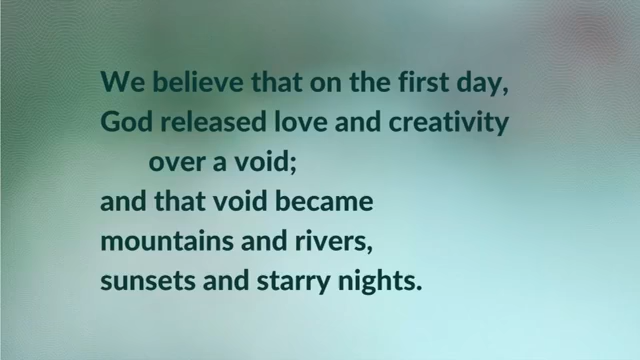 We believe that on the first day,
God released love and creativity
over a void;
and that void became
mountains and rivers,
sunsets and starry nights.